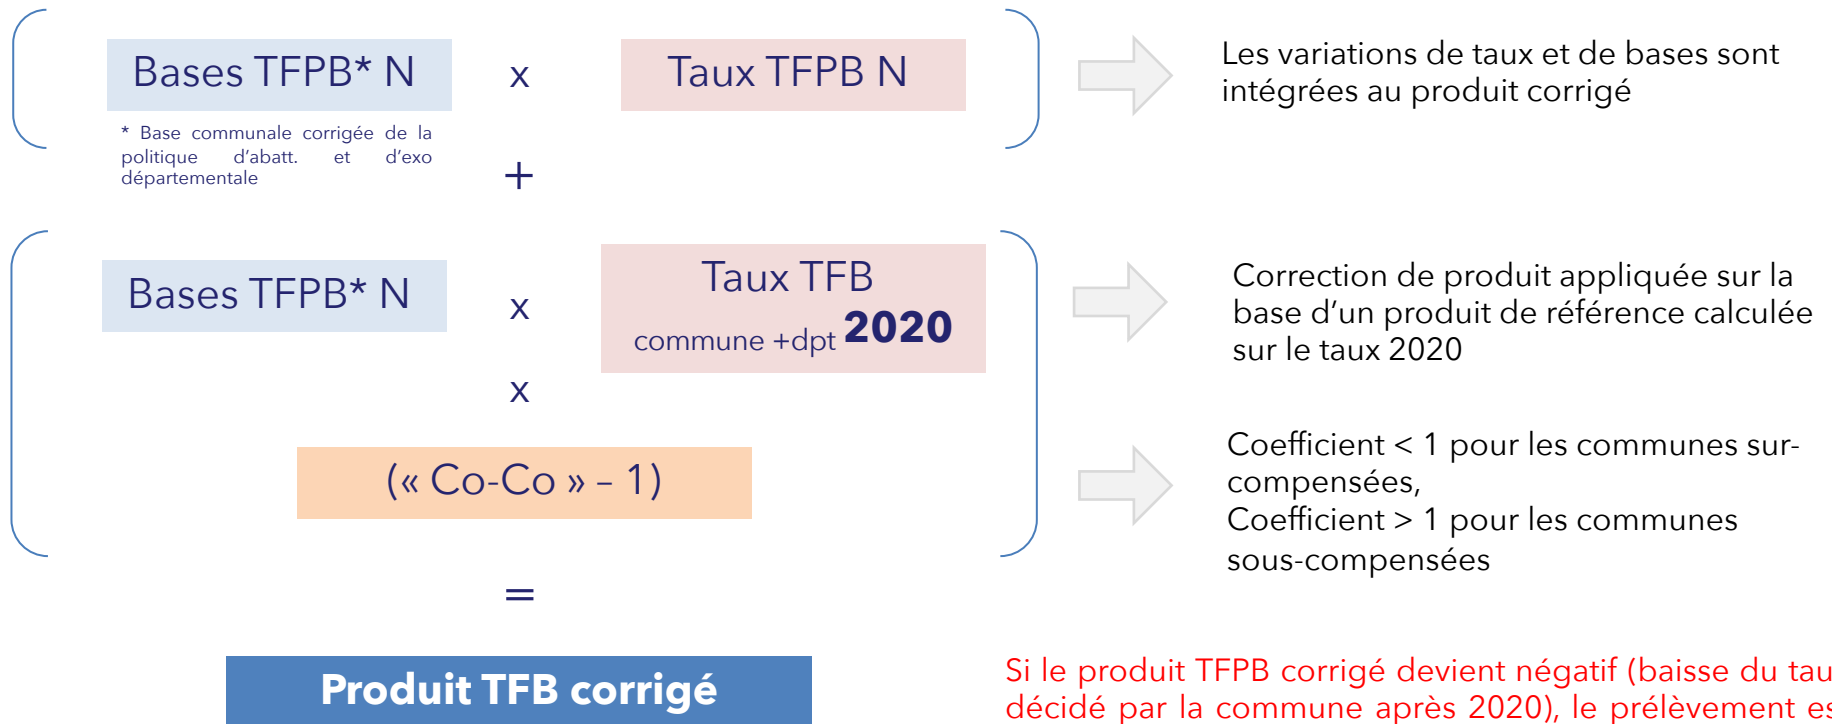 Bases TFPB* N x Taux TFPB N
Les variations de taux et de bases sont
intégrées au produit corrigé
* Base communale corrigée de la
politique d'abatt. et d'exo
départementale
+
Bases TFPB* N x Taux TFB
commune +dpt 2020
Correction de produit appliquée sur la
base d'un produit de référence calculée
sur le taux 2020
x
(« Co-Co » – 1)
Coefficient < 1 pour les communes sur-
compensées,
Coefficient > 1 pour les communes
sous-compensées
=
Produit TFB corrigé
Si le produit TFPB corrigé devient négatif (baisse du
décidé par la commune après 2020), le prélèvement